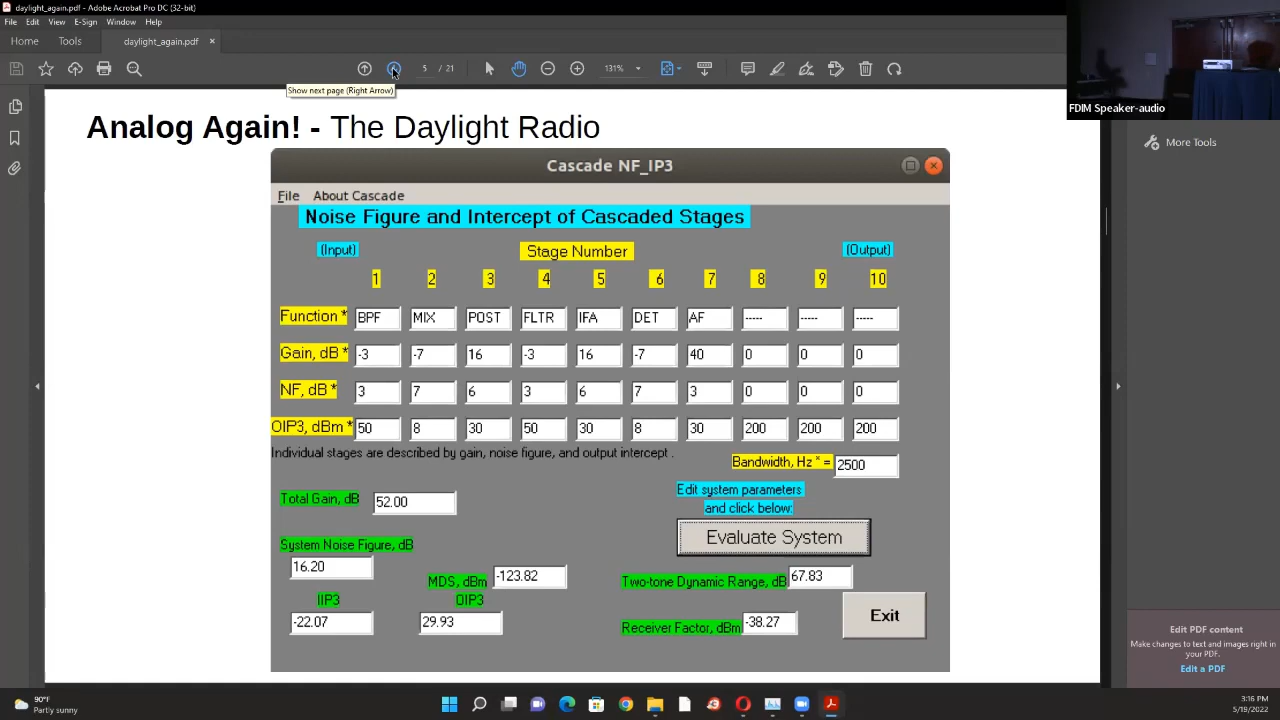 daylight_again.pdf - Adobe Acrobat Pro DC (32-bit)
File Edit View E-Sign Window Help
Home Tools daylight_again.pdf ×
5 / 21 131%
Show next page (Right Arrow)
FDIM Speaker-audio
More Tools
Analog Again! - The Daylight Radio
Cascade NF_IP3
File About Cascade
Noise Figure and Intercept of Cascaded Stages
(Input) Stage Number (Output)
1 2 3 4 5 6 7 8 9 10
Function * BPF MIX POST FLTR IFA DET AF ----- ----- -----
Gain, dB * -3 -7 16 -3 16 -7 40 0 0 0
NF, dB * 3 7 6 3 6 7 3 0 0 0
OIP3, dBm * 50 8 30 50 30 8 30 200 200 200
Individual stages are described by gain, noise figure, and output intercept .
Bandwidth, Hz * = 2500
Edit system parameters
and click below:
Total Gain, dB 52.00
Evaluate System
System Noise Figure, dB
16.20
MDS, dBm -123.82
Two-tone Dynamic Range, dB 67.83
IIP3 OIP3
-22.07 29.93
Receiver Factor, dBm -38.27
Exit
Edit PDF content
Make changes to text and images right in
your PDF.
Edit a PDF
90°F
Partly sunny
3:16 PM
5/19/2022